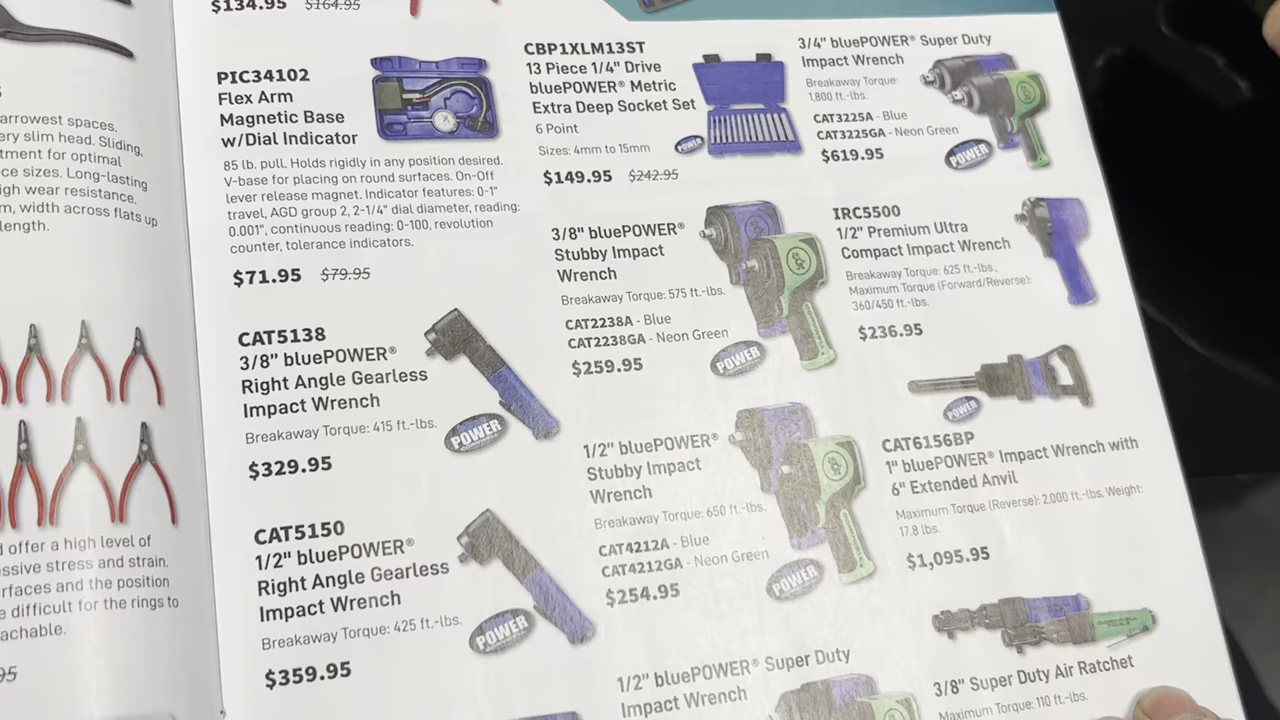 $134.95 $164.95
arrowest spaces,
ery slim head. Sliding,
tment for optimal
ce sizes. Long-lasting
igh wear resistance.
m, width across flats up
length.
d offer a high level of
essive stress and strain.
rfaces and the position
e difficult for the rings to
achable.
95
PIC34102
Flex Arm
Magnetic Base
w/Dial Indicator
85 lb. pull. Holds rigidly in any position desired.
V-base for placing on round surfaces. On-Off
lever release magnet. Indicator features: 0-1"
travel, AGD group 2, 2-1/4" dial diameter, reading:
0.001", continuous reading: 0-100, revolution
counter, tolerance indicators.
$71.95 $79.95
CAT5138
3/8" bluePOWER®
Right Angle Gearless
Impact Wrench
Breakaway Torque: 415 ft.-lbs.
POWER
$329.95
CAT5150
1/2" bluePOWER®
Right Angle Gearless
Impact Wrench
Breakaway Torque: 425 ft.-lbs.
POWER
$359.95
CBP1XLM13ST
13 Piece 1/4" Drive
bluePOWER® Metric
Extra Deep Socket Set
6 Point
Sizes: 4mm to 15mm
POWER
$149.95 $242.95
3/8" bluePOWER®
Stubby Impact
Wrench
Breakaway Torque: 575 ft.-lbs.
CAT2238A - Blue
CAT2238GA - Neon Green
POWER
$259.95
1/2" bluePOWER®
Stubby Impact
Wrench
Breakaway Torque: 650 ft.-lbs.
CAT4212A - Blue
CAT4212GA - Neon Green
POWER
$254.95
1/2" bluePOWER® Super Duty
Impact Wrench
3/4" bluePOWER® Super Duty
Impact Wrench
Breakaway Torque:
1,800 ft.-lbs.
CAT3225A - Blue
CAT3225GA - Neon Green
POWER
$619.95
IRC5500
1/2" Premium Ultra
Compact Impact Wrench
Breakaway Torque: 625 ft.-lbs.,
Maximum Torque (Forward/Reverse):
360/450 ft.-lbs.
$236.95
POWER
CAT6156BP
1" bluePOWER® Impact Wrench with
6" Extended Anvil
Maximum Torque (Reverse): 2,000 ft.-lbs. Weight:
17.8 lbs.
$1,095.95
3/8" Super Duty Air Ratchet
Maximum Torque: 110 ft.-lbs.